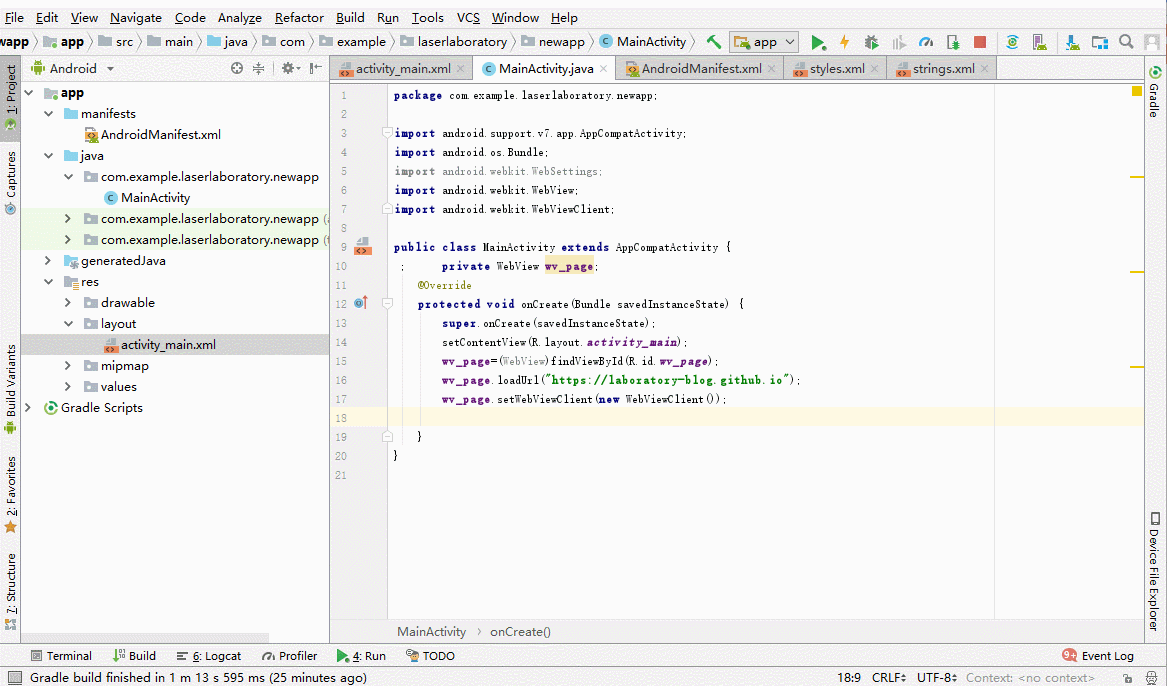 File Edit View Navigate Code Analyze Refactor Build Run Tools VCS Window Help
wapp app src main java com example laserlaboratory newapp MainActivity app
Android
activity_main.xml MainActivity.java AndroidManifest.xml styles.xml strings.xml
1: Project
Captures
Build Variants
2: Favorites
7: Structure
app
manifests
AndroidManifest.xml
java
com.example.laserlaboratory.newapp
MainActivity
com.example.laserlaboratory.newapp (
com.example.laserlaboratory.newapp (
generatedJava
res
drawable
layout
activity_main.xml
mipmap
values
Gradle Scripts
1 package com.example.laserlaboratory.newapp;
2
3 import android.support.v7.app.AppCompatActivity;
4 import android.os.Bundle;
5 import android.webkit.WebSettings;
6 import android.webkit.WebView;
7 import android.webkit.WebViewClient;
8
9 public class MainActivity extends AppCompatActivity {
10 ; private WebView wv_page;
11 @Override
12 protected void onCreate(Bundle savedInstanceState) {
13 super.onCreate(savedInstanceState);
14 setContentView(R.layout.activity_main);
15 wv_page=(WebView)findViewById(R.id.wv_page);
16 wv_page.loadUrl("https://laboratory-blog.github.io");
17 wv_page.setWebViewClient(new WebViewClient());
18
19 }
20 }
21
Gradle
Device File Explorer
MainActivity onCreate()
Terminal Build 6: Logcat Profiler 4: Run TODO 9+ Event Log
Gradle build finished in 1 m 13 s 595 ms (25 minutes ago) 18:9 CRLF UTF-8 Context: <no context>